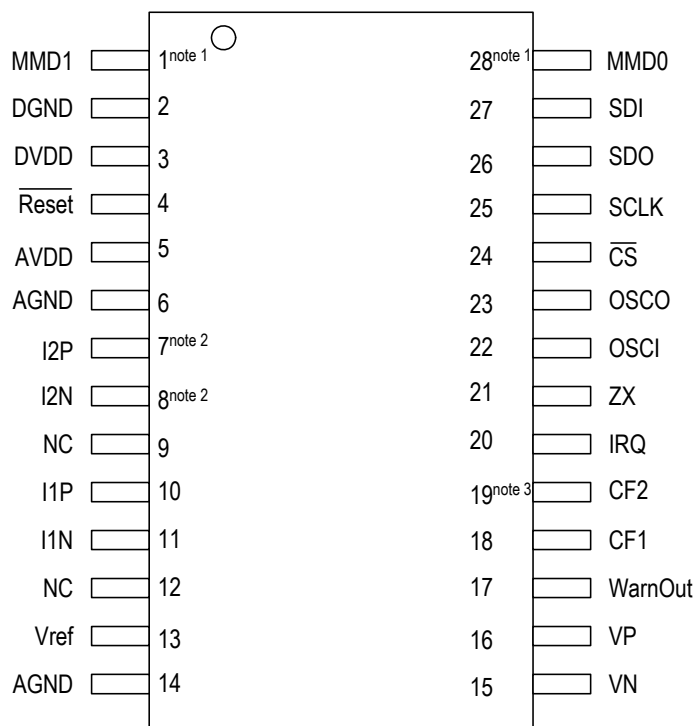 MMD1 1note 1 28note 1 MMD0
DGND 2 27 SDI
DVDD 3 26 SDO
Reset 4 25 SCLK
AVDD 5 24 CS
AGND 6 23 OSCO
I2P 7note 2 22 OSCI
I2N 8note 2 21 ZX
NC 9 20 IRQ
I1P 10 19note 3 CF2
I1N 11 18 CF1
NC 12 17 WarnOut
Vref 13 16 VP
AGND 14 15 VN